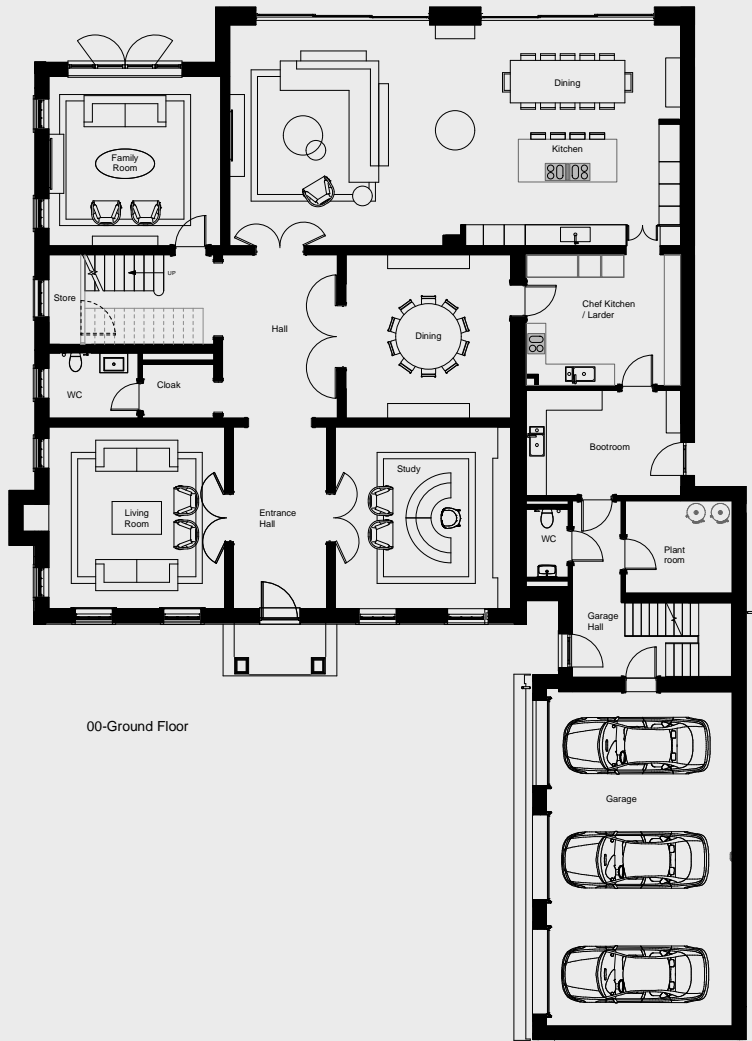 Dining
Kitchen
Family
Room
UP
Store
Hall
Dining
Chef Kitchen
/ Larder
WC
Cloak
Bootroom
Study
Living
Room
Entrance
Hall
WC
Plant
room
Garage
Hall
00-Ground Floor
Garage